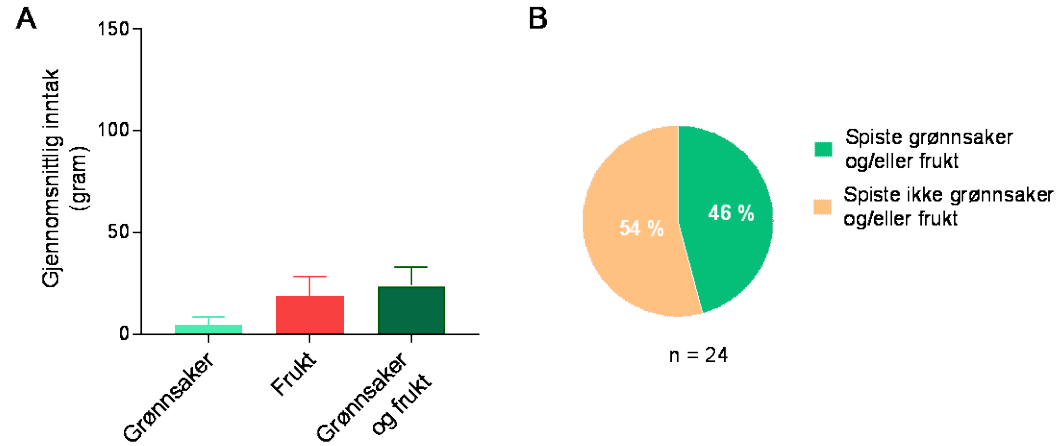 A
Gjennomsnittlig inntak
(gram)
150
100
50
0
Grønnsaker
Frukt
Grønnsaker
og frukt
B
46 %
54 %
n = 24
Spiste grønnsaker
og/eller frukt
Spiste ikke grønnsaker
og/eller frukt